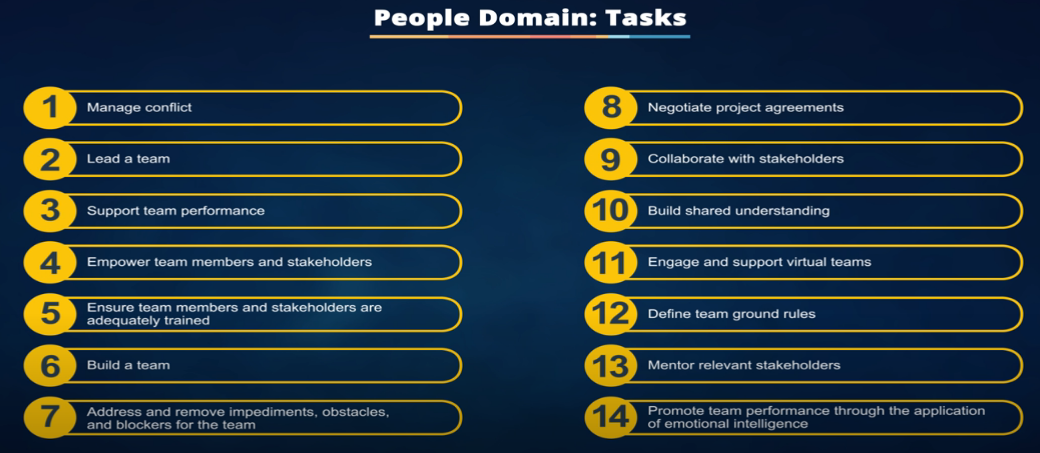 People Domain: Tasks
1 Manage conflict
2 Lead a team
3 Support team performance
4 Empower team members and stakeholders
5 Ensure team members and stakeholders are
adequately trained
6 Build a team
7 Address and remove impediments, obstacles,
and blockers for the team
8 Negotiate project agreements
9 Collaborate with stakeholders
10 Build shared understanding
11 Engage and support virtual teams
12 Define team ground rules
13 Mentor relevant stakeholders
14 Promote team performance through the application
of emotional intelligence